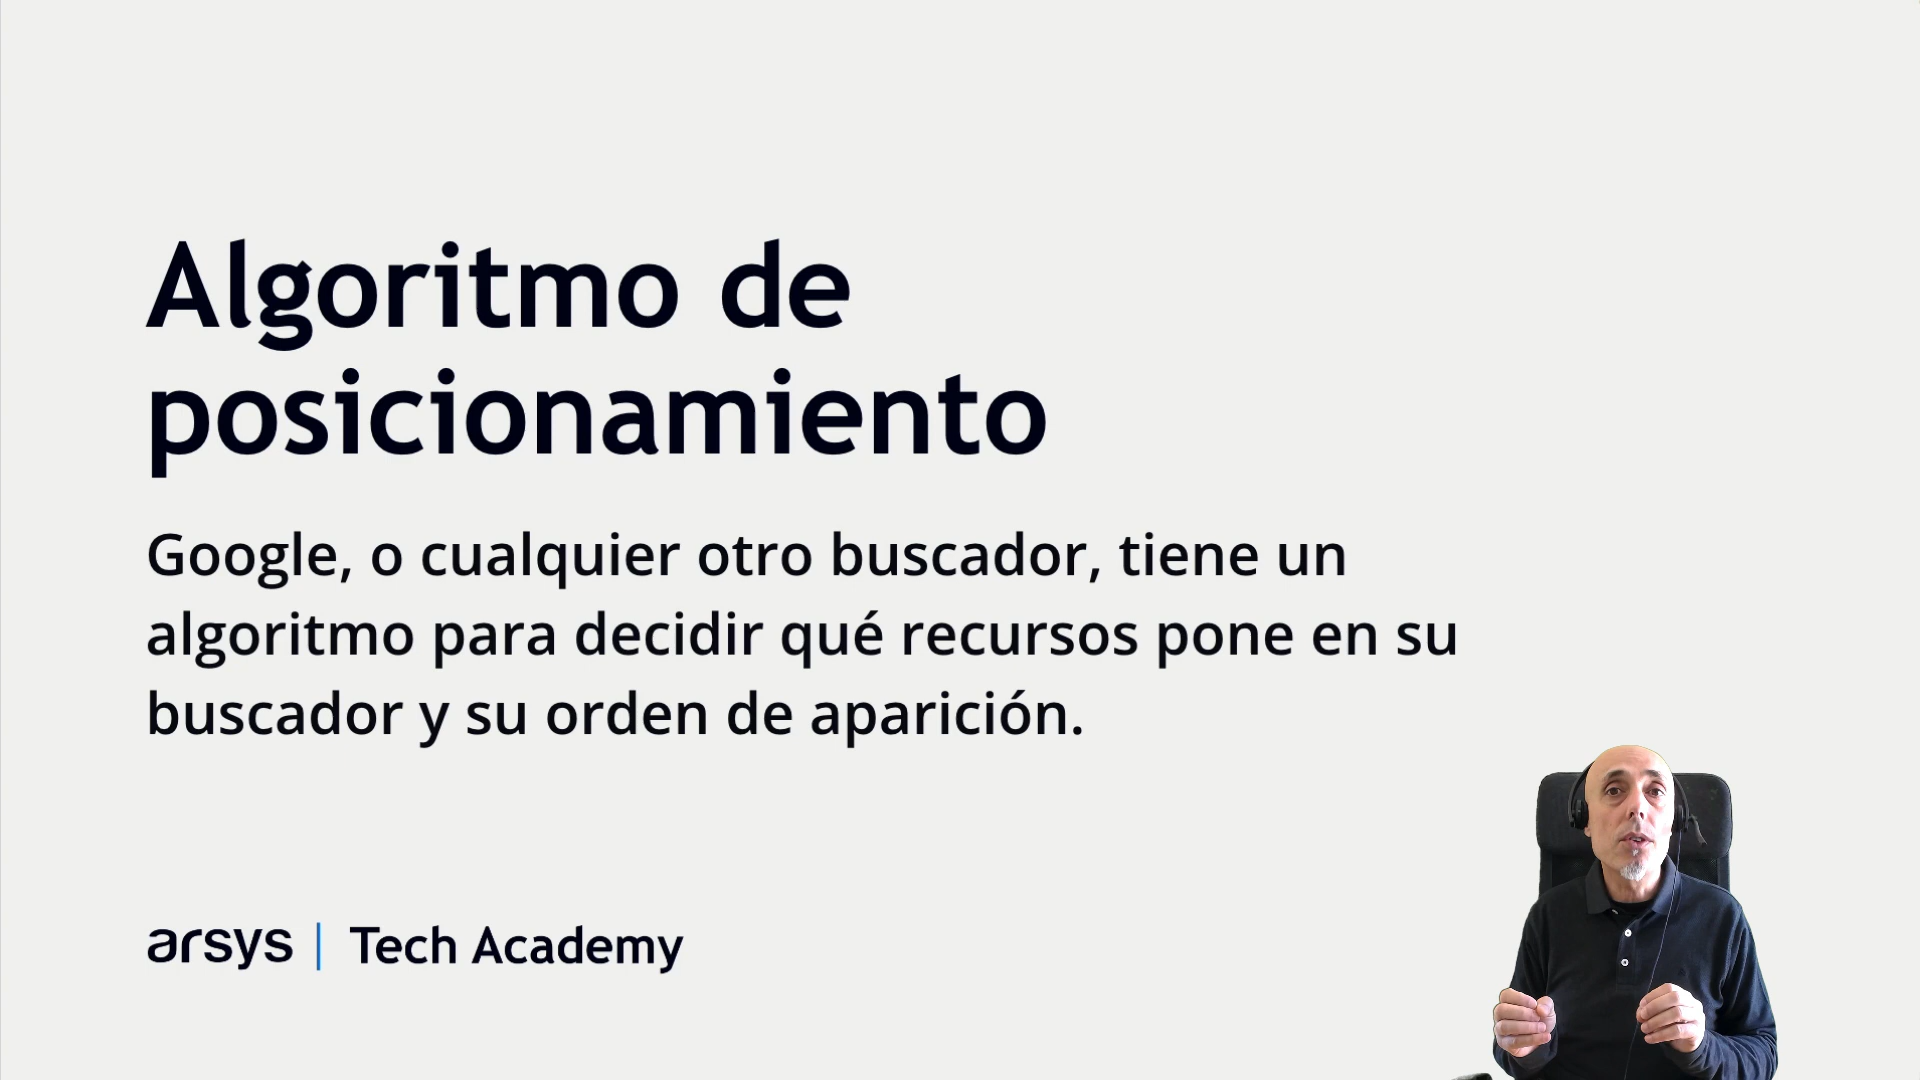 Algoritmo de
posicionamiento
Google, o cualquier otro buscador, tiene un
algoritmo para decidir qué recursos pone en su
buscador y su orden de aparición.
arsys | Tech Academy